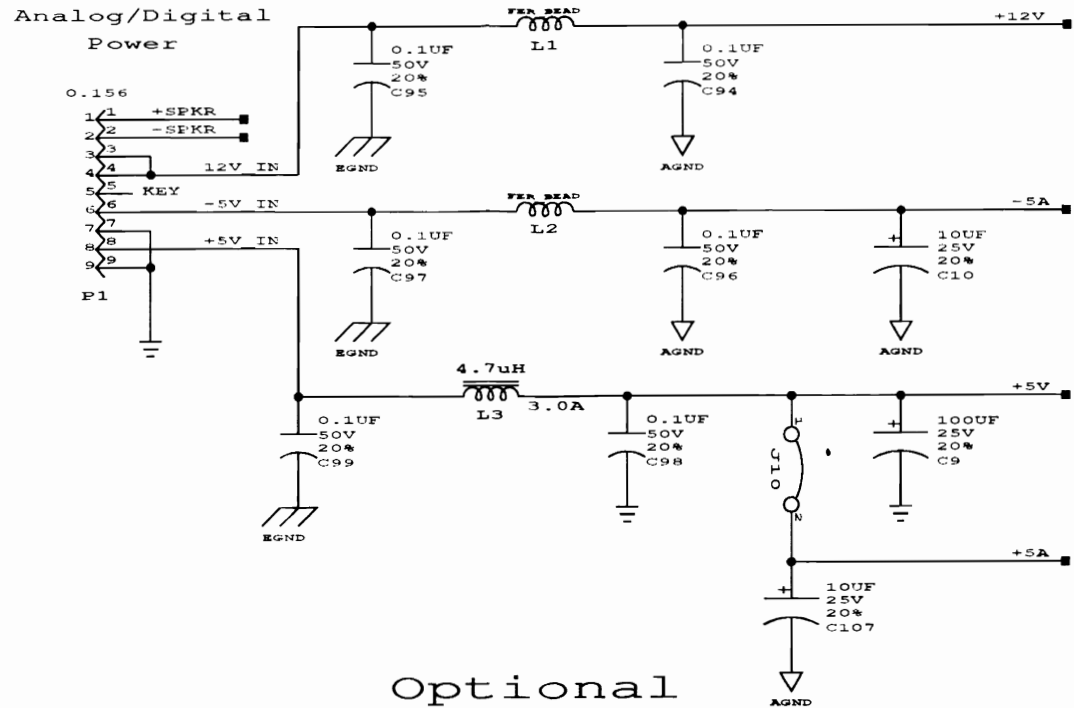 Analog/Digital
Power
0.156
1 1 +SPKR
2 2 -SPKR
3 3
4 4 12V_IN
5 5 KEY
6 6 -5V_IN
7 7
8 8 +5V_IN
9 9
P1
0.1UF
50V
20%
C95
EGND
FER BEAD
L1
0.1UF
50V
20%
C94
AGND
+12V
0.1UF
50V
20%
C97
EGND
FER BEAD
L2
0.1UF
50V
20%
C96
AGND
+
10UF
25V
20%
C10
AGND
-5A
0.1UF
50V
20%
C99
EGND
4.7uH
L3
3.0A
0.1UF
50V
20%
C98
1
J10
2
+
100UF
25V
20%
C9
+5V
+5A
+
10UF
25V
20%
C107
AGND
Optional